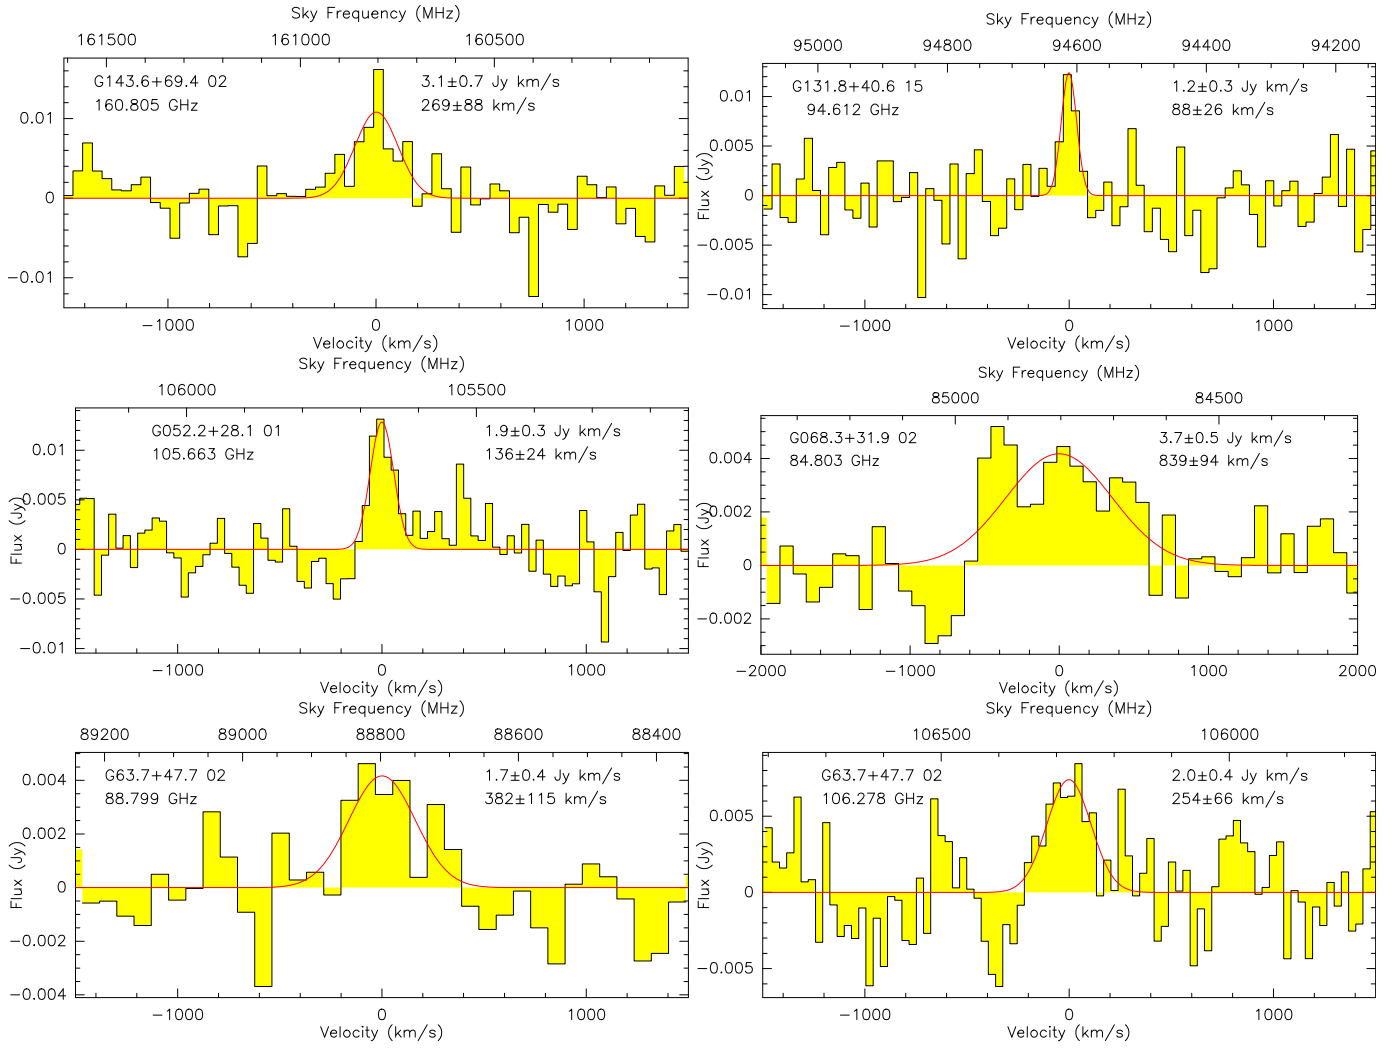 Sky Frequency (MHz)
161500 161000 160500
G143.6+69.4 02 3.1±0.7 Jy km/s
160.805 GHz 269±88 km/s
0.01
0
−0.01
−1000 0 1000
Velocity (km/s)
Sky Frequency (MHz)
95000 94800 94600 94400 94200
G131.8+40.6 15 1.2±0.3 Jy km/s
94.612 GHz 88±26 km/s
Flux (Jy)
0.01
0.005
0
−0.005
−0.01
−1000 0 1000
Velocity (km/s)
Sky Frequency (MHz)
106000 105500
G052.2+28.1 01 1.9±0.3 Jy km/s
105.663 GHz 136±24 km/s
Flux (Jy)
0.01
0.005
0
−0.005
−0.01
−1000 0 1000
Velocity (km/s)
Sky Frequency (MHz)
85000 84500
G068.3+31.9 02 3.7±0.5 Jy km/s
84.803 GHz 839±94 km/s
Flux (Jy)
0.004
0.002
0
−0.002
−2000 −1000 0 1000 2000
Velocity (km/s)
Sky Frequency (MHz)
89200 89000 88800 88600 88400
G63.7+47.7 02 1.7±0.4 Jy km/s
88.799 GHz 382±115 km/s
Flux (Jy)
0.004
0.002
0
−0.002
−0.004
−1000 0 1000
Velocity (km/s)
Sky Frequency (MHz)
106500 106000
G63.7+47.7 02 2.0±0.4 Jy km/s
106.278 GHz 254±66 km/s
Flux (Jy)
0.005
0
−0.005
−1000 0 1000
Velocity (km/s)